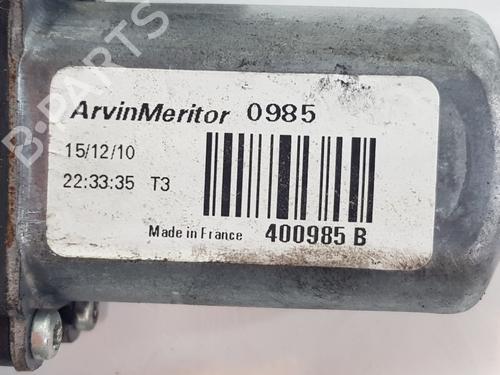 B-PARTS
ArvinMeritor 0985
15/12/10
22:33:35 T3
Made in France 400985 B